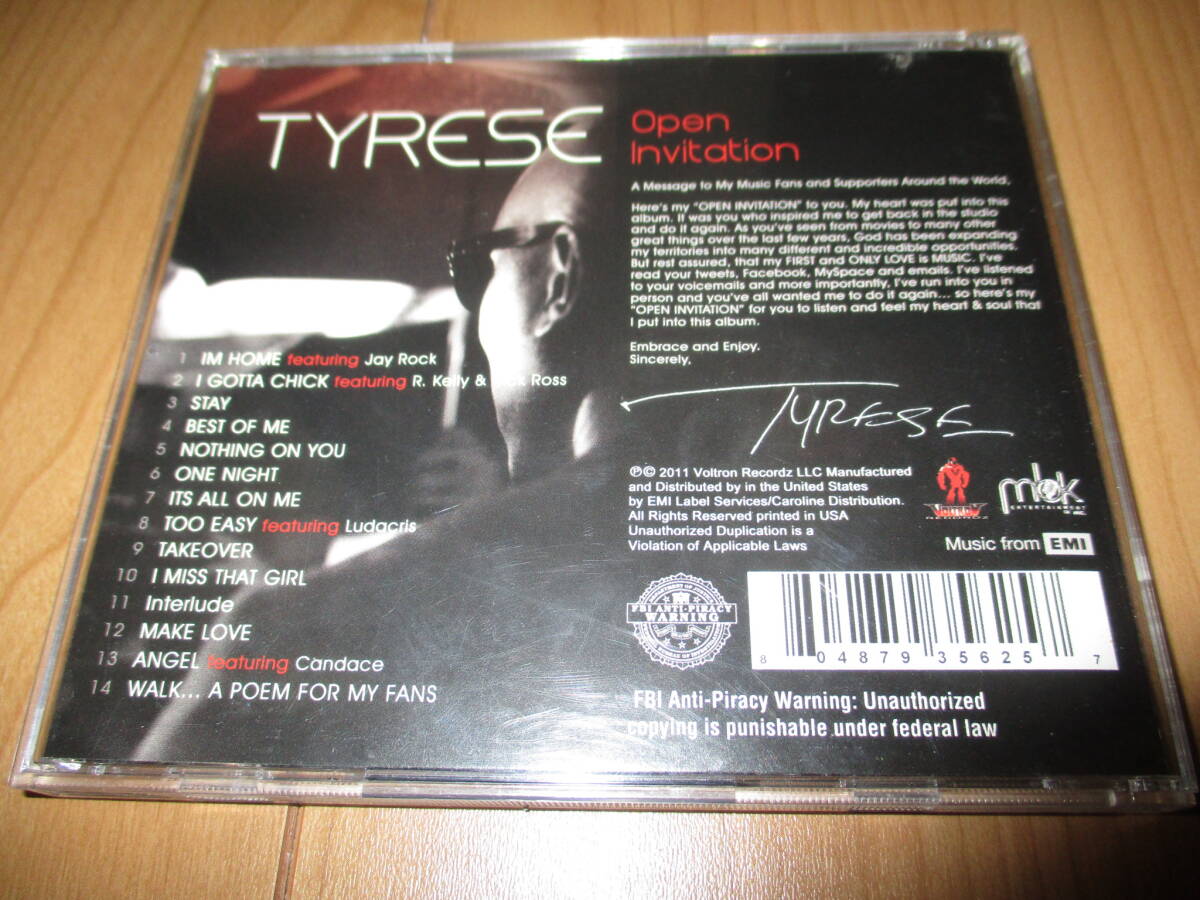 TYRESE
Open
Invitation
A Message to My Music Fans and Supporters Around the World,
Here's my "OPEN INVITATION" to you. My heart was put into this
album. It was you who inspired me to get back in the studio
and do it again. As you've seen from movies to many other
great things over the last few years, God has been expanding
my territories into many different and incredible opportunities.
But rest assured, that my FIRST and ONLY LOVE is MUSIC. I've
read your tweets, Facebook, MySpace and emails. I've listened
to your voicemails and more importantly, I've run into you in
person and you've all wanted me to do it again... so here's my
"OPEN INVITATION" for you to listen and feel my heart & soul that
I put into this album.
Embrace and Enjoy.
Sincerely,
TYRESE
1 IM HOME featuring Jay Rock
2 I GOTTA CHICK featuring R. Kelly & Ross
3 STAY
4 BEST OF ME
5 NOTHING ON YOU
6 ONE NIGHT
7 ITS ALL ON ME
8 TOO EASY featuring Ludacris
9 TAKEOVER
10 I MISS THAT GIRL
11 Interlude
12 MAKE LOVE
13 ANGEL featuring Candace
14 WALK... A POEM FOR MY FANS
℗© 2011 Voltron Recordz LLC Manufactured
and Distributed by in the United States
by EMI Label Services/Caroline Distribution.
All Rights Reserved printed in USA
Unauthorized Duplication is a
Violation of Applicable Laws
VOLTRON
RECORDZ
mbk
ENTERTAINMENT
Music from EMI
FBI ANTI-PIRACY
WARNING
8 04879 35625 7
FBI Anti-Piracy Warning: Unauthorized
copying is punishable under federal law